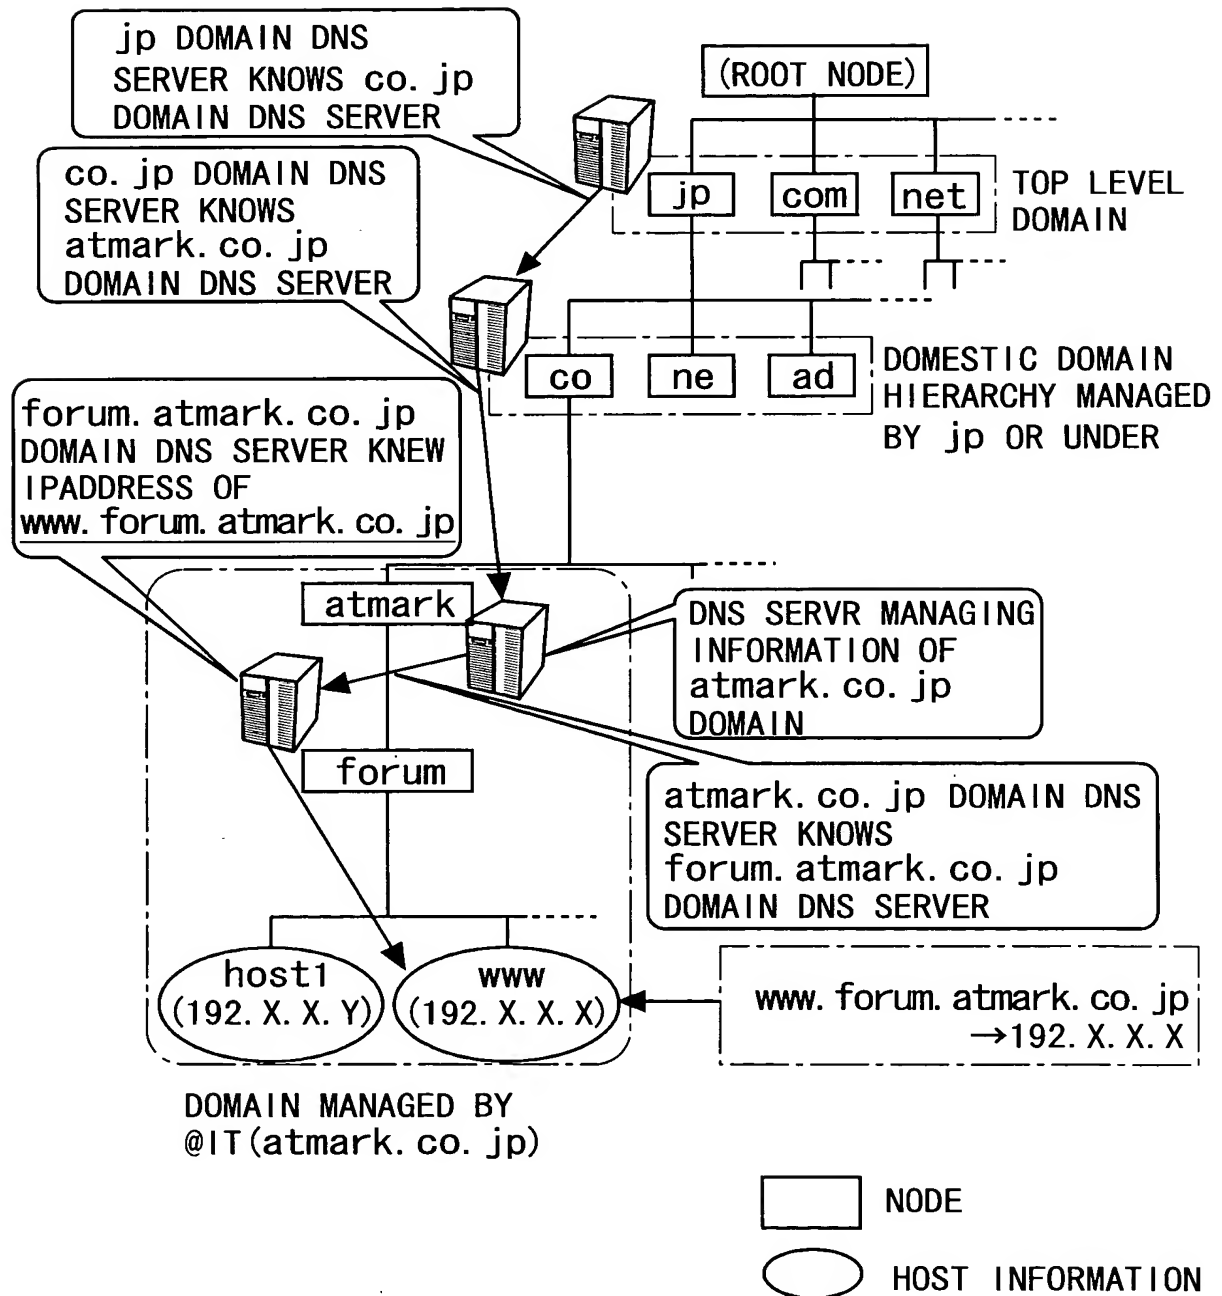 jp DOMAIN DNS
SERVER KNOWS co. jp
DOMAIN DNS SERVER
(ROOT NODE)
co. jp DOMAIN DNS
SERVER KNOWS
atmark. co. jp
DOMAIN DNS SERVER
jp
com
net
TOP LEVEL
DOMAIN
co
ne
ad
DOMESTIC DOMAIN
HIERARCHY MANAGED
BY jp OR UNDER
forum. atmark. co. jp
DOMAIN DNS SERVER KNEW
IPADDRESS OF
www. forum. atmark. co. jp
atmark
DNS SERVR MANAGING
INFORMATION OF
atmark. co. jp
DOMAIN
forum
atmark. co. jp DOMAIN DNS
SERVER KNOWS
forum. atmark. co. jp
DOMAIN DNS SERVER
host1
(192. X. X. Y)
www
(192. X. X. X)
www. forum. atmark. co. jp
→192. X. X. X
DOMAIN MANAGED BY
@IT(atmark. co. jp)
NODE
HOST INFORMATION